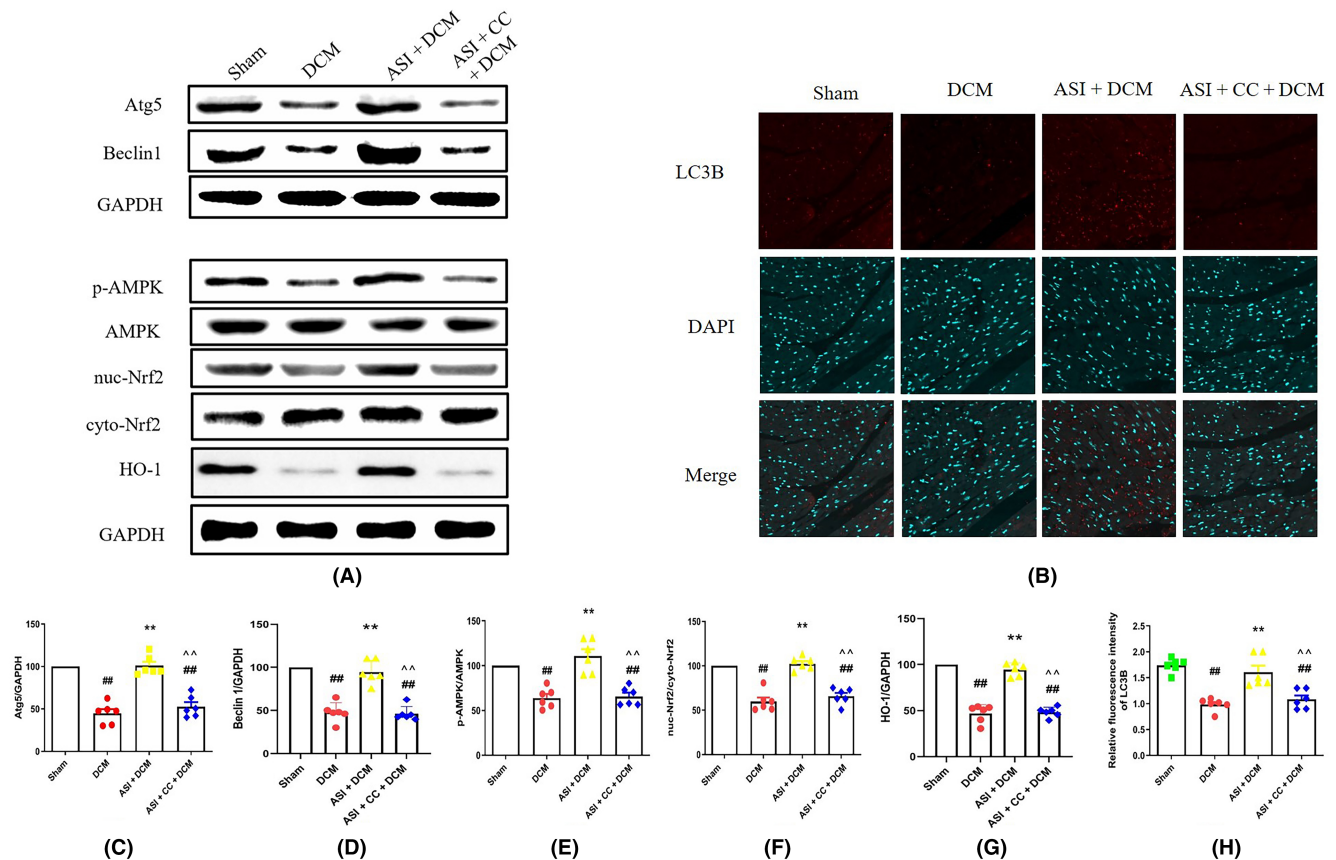 Sham
DCM
ASI + DCM
ASI + CC
+ DCM
Atg5
Beclin1
GAPDH
p-AMPK
AMPK
nuc-Nrf2
cyto-Nrf2
HO-1
GAPDH
(A)
Sham
DCM
ASI + DCM
ASI + CC + DCM
LC3B
DAPI
Merge
(B)
Atg5/GAPDH
150
100
50
0
##
**
^^
##
Sham
DCM
ASI + DCM
ASI + CC + DCM
(C)
Beclin 1/GAPDH
150
100
50
0
##
**
^^
##
Sham
DCM
ASI + DCM
ASI + CC + DCM
(D)
p-AMPK/AMPK
150
100
50
0
##
**
^^
##
Sham
DCM
ASI + DCM
ASI + CC + DCM
(E)
nuc-Nrf2/cyto-Nrf2
150
100
50
0
##
**
^^
##
Sham
DCM
ASI + DCM
ASI + CC + DCM
(F)
HO-1/GAPDH
150
100
50
0
##
**
^^
##
Sham
DCM
ASI + DCM
ASI + CC + DCM
(G)
Relative fluorescence intensity
of LC3B
2.5
2.0
1.5
1.0
0.5
0.0
##
**
^^
##
Sham
DCM
ASI + DCM
ASI + CC + DCM
(H)